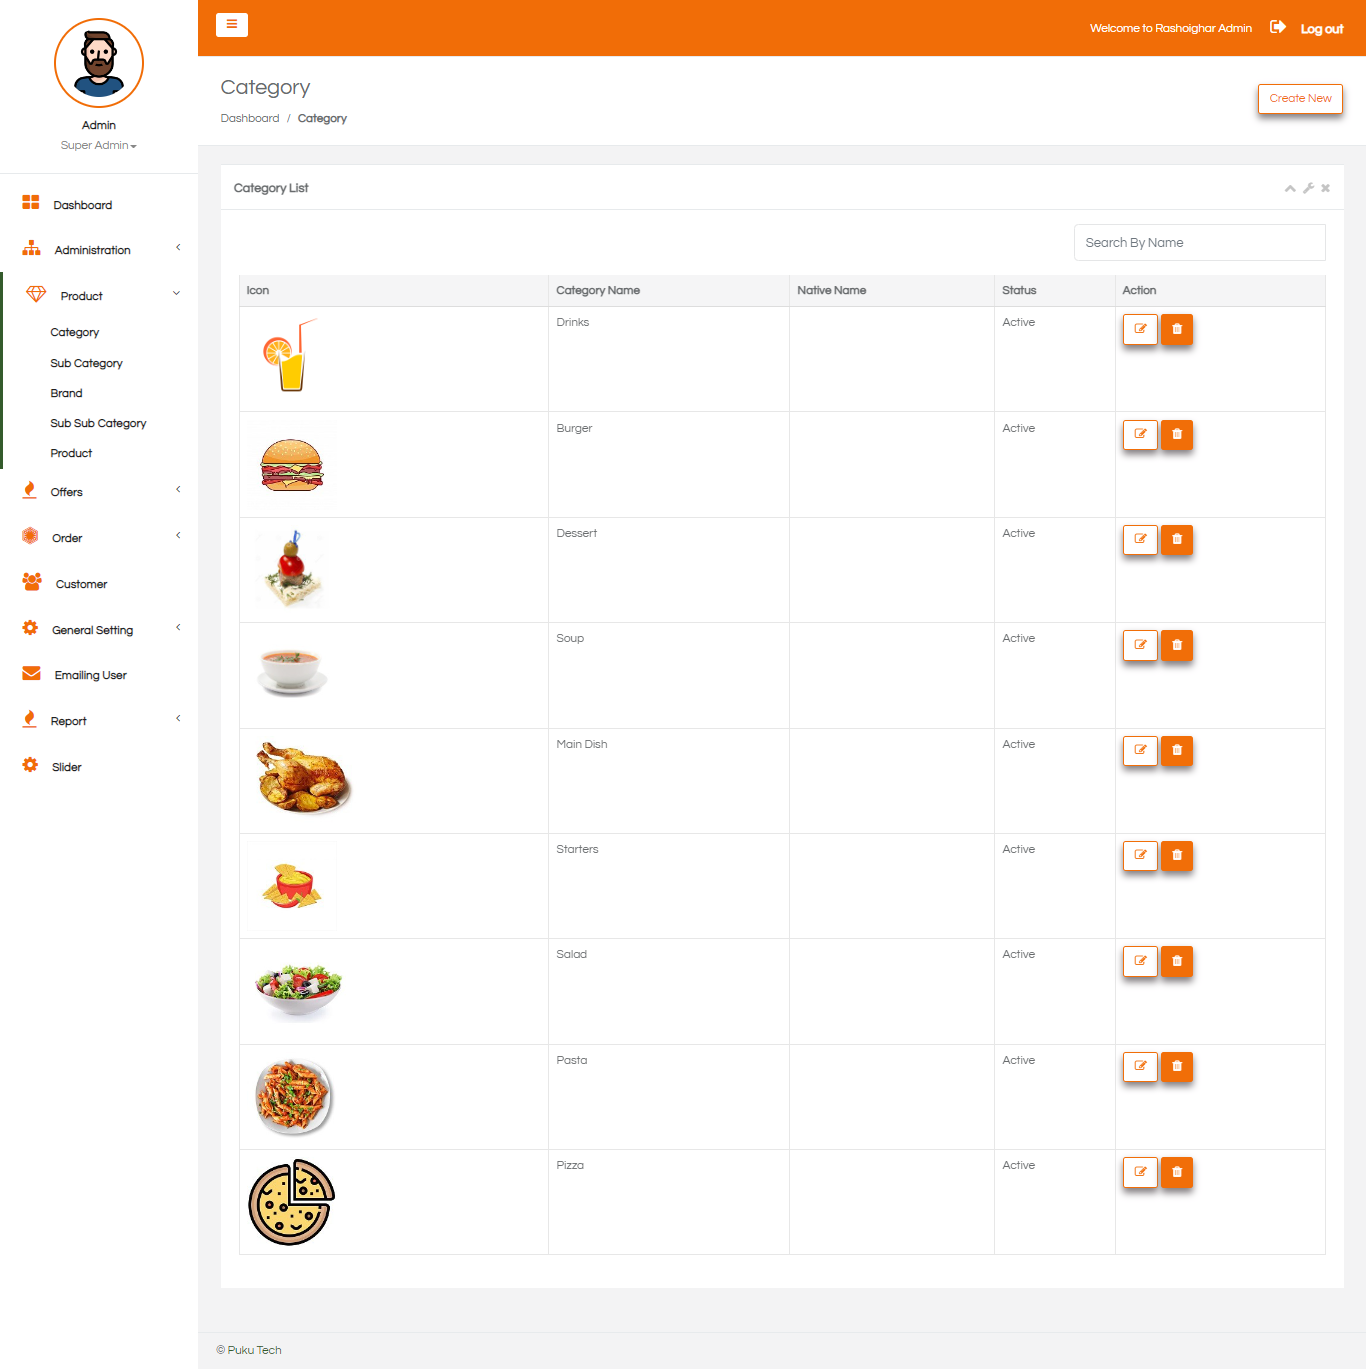 Welcome to Rashoighar Admin
Log out
Admin
Super Admin
Dashboard
Administration
Product
Category
Sub Category
Brand
Sub Sub Category
Product
Offers
Order
Customer
General Setting
Emailing User
Report
Slider
Category
Dashboard / Category
Create New
Category List
Search By Name
Icon Category Name Native Name Status Action
Drinks Active
Burger Active
Dessert Active
Soup Active
Main Dish Active
Starters Active
Salad Active
Pasta Active
Pizza Active
© Puku Tech